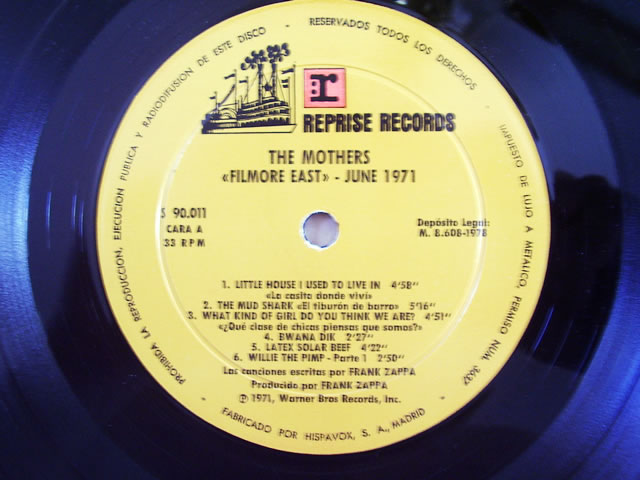 PROHIBIDA LA REPRODUCCION, EJECUCION PUBLICA Y RADIODIFUSION DE ESTE DISCO - RESERVADOS TODOS LOS DERECHOS
IMPUESTO DE LUJO A METALICO, PERMISO NUM. 3037
r
REPRISE RECORDS
THE MOTHERS
«FILMORE EAST» - JUNE 1971
S 90.011
CARA A
33 RPM
Depósito Legal:
M. 8.608-1978
1. LITTLE HOUSE I USED TO LIVE IN 4'58"
«La casita donde viví»
2. THE MUD SHARK «El tiburón de barro» 5'16"
3. WHAT KIND OF GIRL DO YOU THINK WE ARE? 4'51"
«¿Qué clase de chicas piensas que somos?»
4. BWANA DIK 2'27"
5. LATEX SOLAR BEEF 4'22"
6. WILLIE THE PIMP - Parte 1 2'50"
Las canciones escritas por FRANK ZAPPA
Producido por FRANK ZAPPA
℗ 1971, Warner Bros Records, Inc.
- FABRICADO POR HISPAVOX, S. A., MADRID -